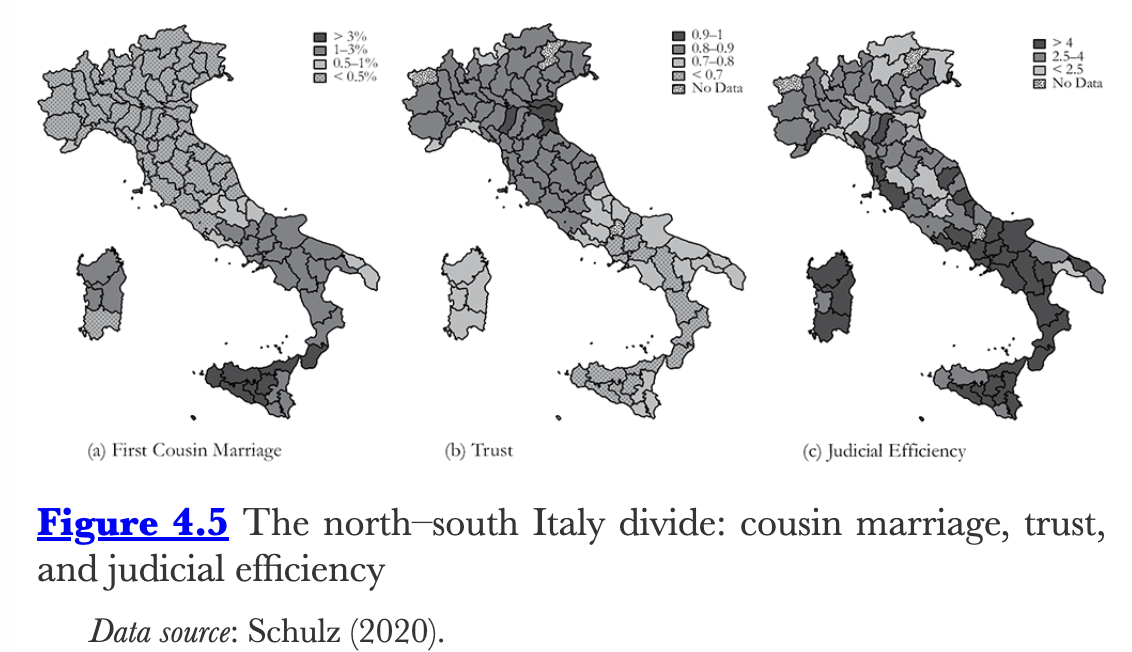 > 3%
1–3%
0.5–1%
< 0.5%
0.9–1
0.8–0.9
0.7–0.8
< 0.7
No Data
> 4
2.5–4
< 2.5
No Data
(a) First Cousin Marriage
(b) Trust
(c) Judicial Efficiency
Figure 4.5 The north–south Italy divide: cousin marriage, trust,
and judicial efficiency
Data source: Schulz (2020).